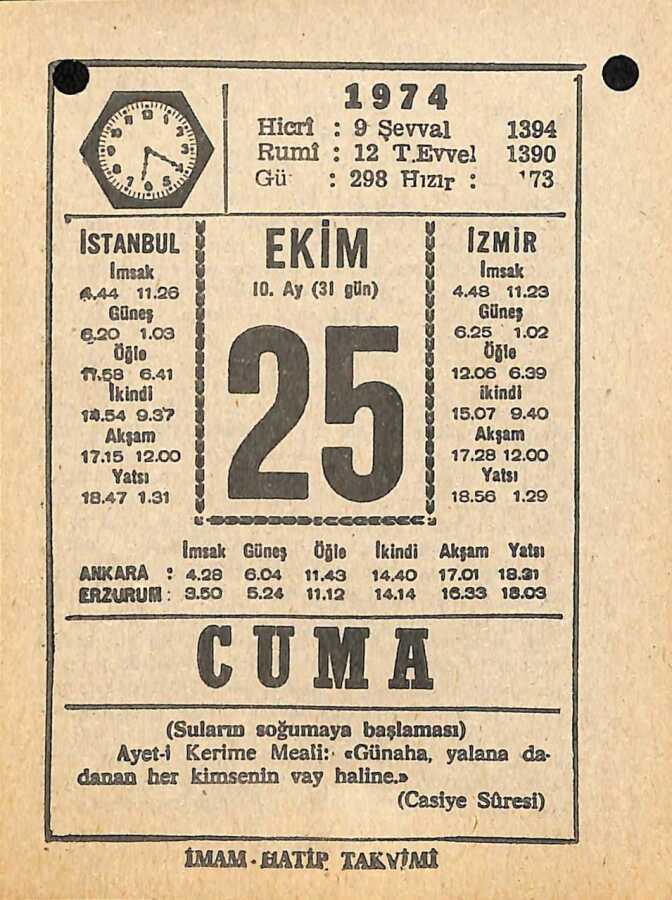 1974
Hicrî : 9 Şevval 1394
Rumî : 12 T.Evvel 1390
Gü : 298 Hızır : 173
İSTANBUL
İmsak
4.44 11.26
Güneş
6.20 1.03
Öğle
11.58 6.41
İkindi
14.54 9.37
Akşam
17.15 12.00
Yatsı
18.47 1.31
EKİM
10. Ay (31 gün)
25
İZMİR
İmsak
4.48 11.23
Güneş
6.25 1.02
Öğle
12.06 6.39
ikindi
15.07 9.40
Akşam
17.28 12.00
Yatsı
18.56 1.29
İmsak Güneş Öğle İkindi Akşam Yatsı
ANKARA : 4.28 6.04 11.43 14.40 17.01 18.31
ERZURUM : 3.50 5.24 11.12 14.14 16.33 18.03
CUMA
(Suların soğumaya başlaması)
Ayet-i Kerime Meali: «Günaha, yalana da-
danan her kimsenin vay haline.»
(Casiye Sûresi)
İMAM - HATİP TAKVİMİ